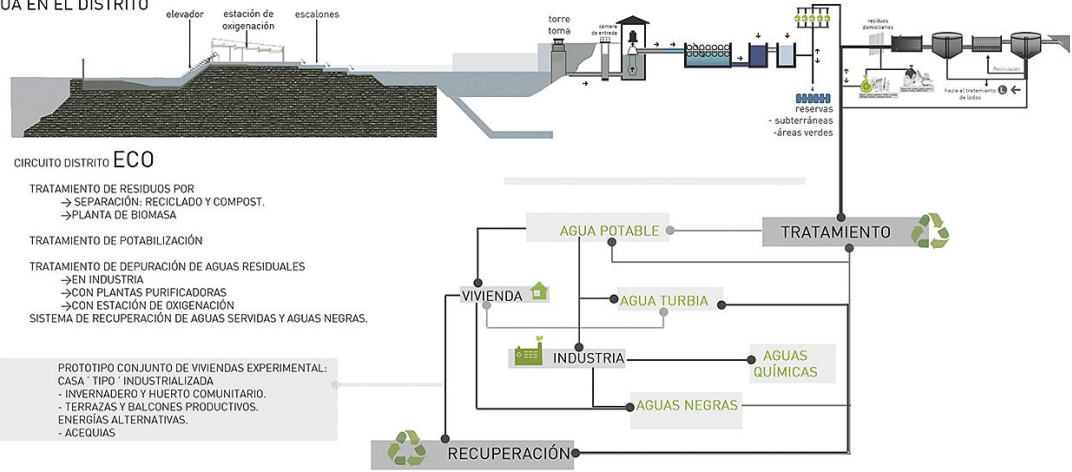 UA EN EL DISTRITO
elevador
estación de
oxigenación
escalones
torre
toma
cámara
de entrada
reservas
- subterráneas
-áreas verdes
residuos
domiciliarios
Recirculación
hacia el tratamiento
de lodos
L
CIRCUITO DISTRITO ECO
TRATAMIENTO DE RESIDUOS POR
→SEPARACIÓN: RECICLADO Y COMPOST.
→PLANTA DE BIOMASA
TRATAMIENTO DE POTABILIZACIÓN
TRATAMIENTO DE DEPURACIÓN DE AGUAS RESIDUALES
→EN INDUSTRIA
→CON PLANTAS PURIFICADORAS
→CON ESTACIÓN DE OXIGENACIÓN
SISTEMA DE RECUPERACIÓN DE AGUAS SERVIDAS Y AGUAS NEGRAS.
PROTOTIPO CONJUNTO DE VIVIENDAS EXPERIMENTAL:
CASA ´ TIPO ´ INDUSTRIALIZADA
- INVERNADERO Y HUERTO COMUNITARIO.
- TERRAZAS Y BALCONES PRODUCTIVOS.
ENERGÍAS ALTERNATIVAS.
- ACEQUIAS
AGUA POTABLE
TRATAMIENTO
VIVIENDA
AGUA TURBIA
INDUSTRIA
AGUAS
QUÍMICAS
AGUAS NEGRAS
RECUPERACIÓN